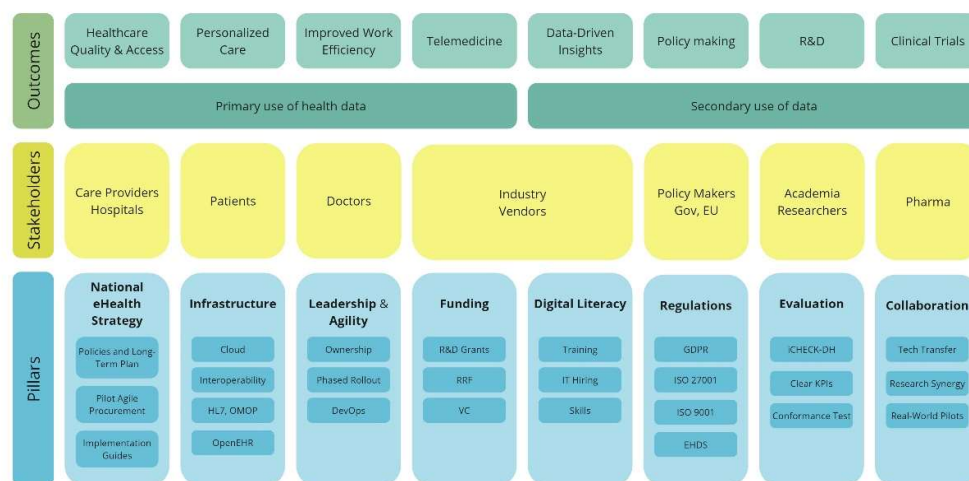 Outcomes
Healthcare
Quality & Access
Personalized
Care
Improved Work
Efficiency
Telemedicine
Data-Driven
Insights
Policy making
R&D
Clinical Trials
Primary use of health data
Secondary use of data
Stakeholders
Care Providers
Hospitals
Patients
Doctors
Industry
Vendors
Policy Makers
Gov, EU
Academia
Researchers
Pharma
Pillars
National
eHealth
Strategy
Policies and Long-
Term Plan
Pilot Agile
Procurement
Implementation
Guides
Infrastructure
Cloud
Interoperability
HL7, OMOP
OpenEHR
Leadership &
Agility
Ownership
Phased Rollout
DevOps
Funding
R&D Grants
RRF
VC
Digital Literacy
Training
IT Hiring
Skills
Regulations
GDPR
ISO 27001
ISO 9001
EHDS
Evaluation
iCHECK-DH
Clear KPIs
Conformance Test
Collaboration
Tech Transfer
Research Synergy
Real-World Pilots